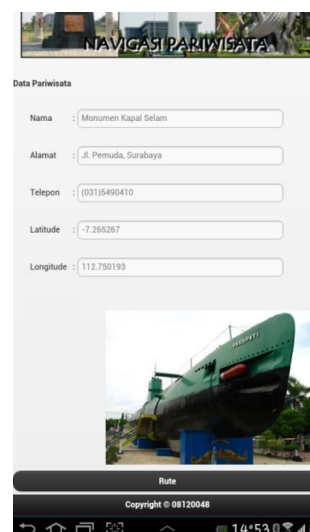 NAVIGASI PARIWISATA
Data Pariwisata
Nama : Monumen Kapal Selam
Alamat : Jl. Pemuda, Surabaya
Telepon : (031)5490410
Latitude : -7.265267
Longitude : 112.750193
Rute
Copyright © 08120048
14:53